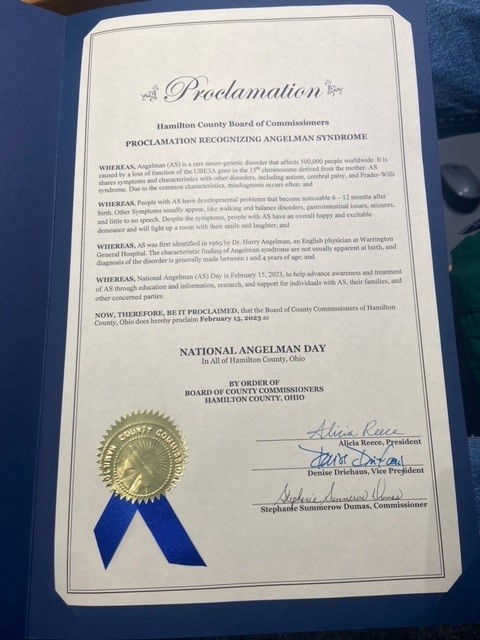 Proclamation
Hamilton County Board of Commissioners
PROCLAMATION RECOGNIZING ANGELMAN SYNDROME
WHEREAS, Angelman (AS) is a rare neuro-genetic disorder that affects 500,000 people worldwide. It is
caused by a loss of function of the UBE3A gene in the 15th chromosome derived from the mother. AS
shares symptoms and characteristics with other disorders, including autism, cerebral palsy, and Prader-Willi
syndrome. Due to the common characteristics, misdiagnosis occurs often; and
WHEREAS, People with AS have developmental problems that become noticeable 6 – 12 months after
birth. Other Symptoms usually appear, like walking and balance disorders, gastrointestinal issues, seizures,
and little to no speech. Despite the symptoms, people with AS have an overall happy and excitable
demeanor and will light up a room with their smile and laughter; and
WHEREAS, AS was first identified in 1965 by Dr. Harry Angelman, an English physician at Warrington
General Hospital. The characteristic finding of Angelman syndrome are not usually apparent at birth, and
diagnosis of the disorder is generally made between 1 and 4 years of age; and
WHEREAS, National Angelman (AS) Day is February 15, 2023, to help advance awareness and treatment
of AS through education and information, research, and support for individuals with AS, their families, and
other concerned parties.
NOW, THEREFORE, BE IT PROCLAIMED, that the Board of County Commissioners of Hamilton
County, Ohio does hereby proclaim February 15, 2023 as
NATIONAL ANGELMAN DAY
In All of Hamilton County, Ohio
BY ORDER OF
BOARD OF COUNTY COMMISSIONERS
HAMILTON COUNTY, OHIO
Alicia Reece
Alicia Reece, President
Denise Driehaus
Denise Driehaus, Vice President
Stephanie Summerow Dumas
Stephanie Summerow Dumas, Commissioner
COUNTY COMMISSIONERS